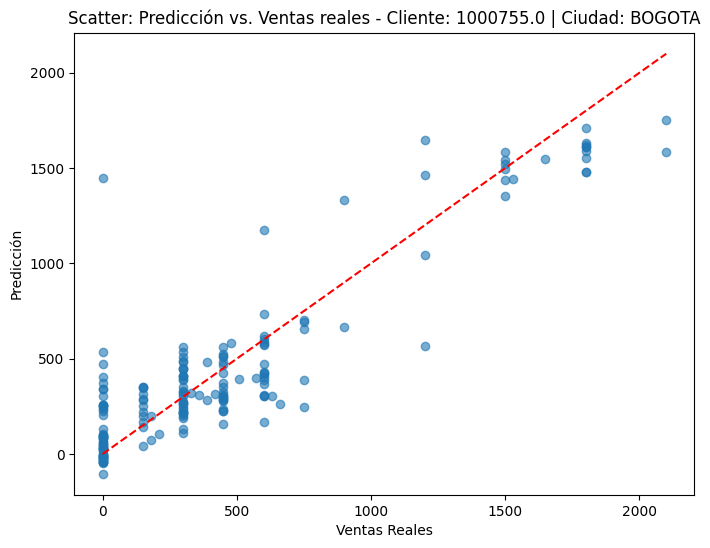 Scatter: Predicción vs. Ventas reales - Cliente: 1000755.0 | Ciudad: BOGOTA
2000
1500
1000
500
0
Predicción
0 500 1000 1500 2000
Ventas Reales